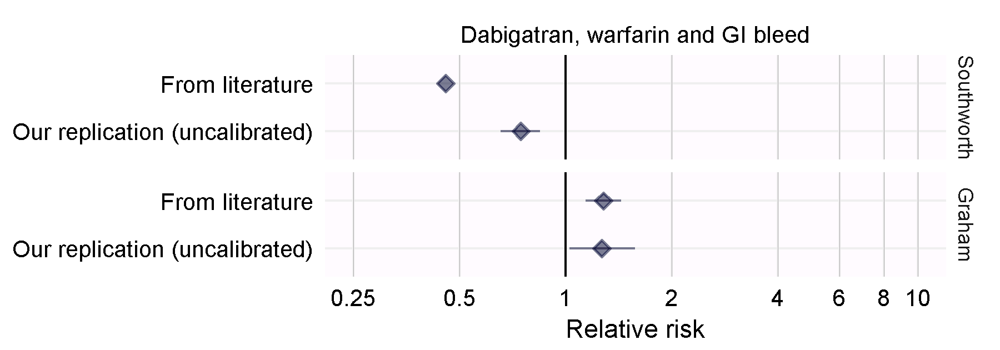 Dabigatran, warfarin and GI bleed
From literature
Our replication (uncalibrated)
Southworth
From literature
Our replication (uncalibrated)
Graham
0.25 0.5 1 2 4 6 8 10
Relative risk